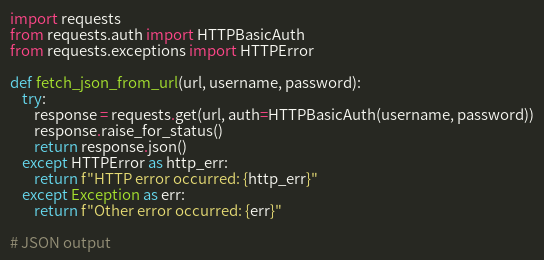 import requests
from requests.auth import HTTPBasicAuth
from requests.exceptions import HTTPError

def fetch_json_from_url(url, username, password):
    try:
        response = requests.get(url, auth=HTTPBasicAuth(username, password))
        response.raise_for_status()
        return response.json()
    except HTTPError as http_err:
        return f"HTTP error occurred: {http_err}"
    except Exception as err:
        return f"Other error occurred: {err}"

# JSON output